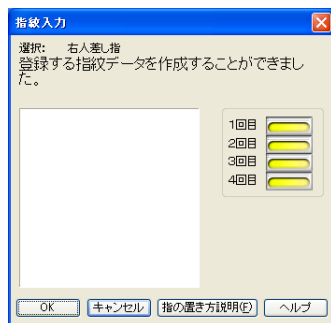 指紋入力
選択: 右人差し指
登録する指紋データを作成することができまし
た。
1回目
2回目
3回目
4回目
OK
キャンセル
指の置き方説明(F)
ヘルプ